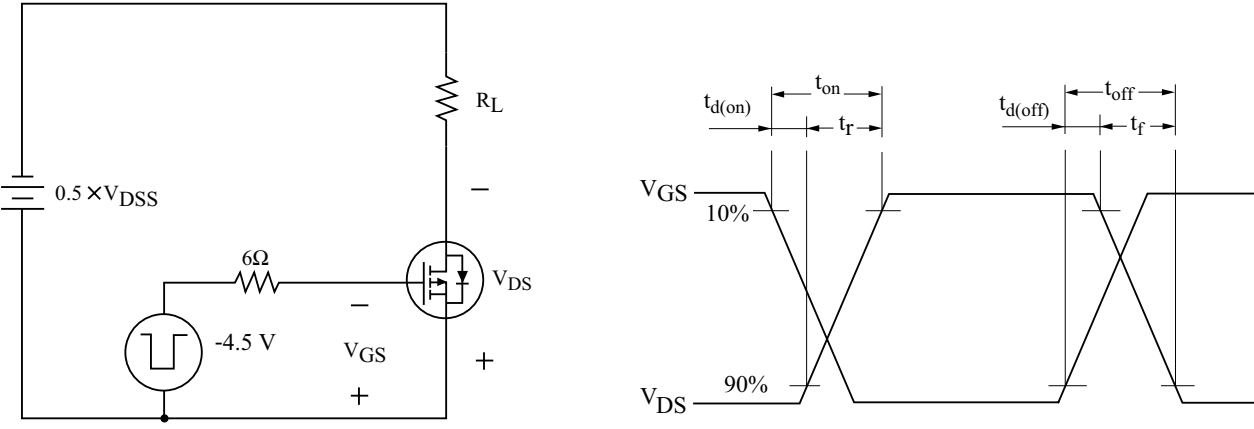 R_L
0.5 ×V_DSS
6Ω
V_DS
-4.5 V
V_GS
t_on
t_d(on)
t_r
t_off
t_d(off)
t_f
V_GS
10%
90%
V_DS